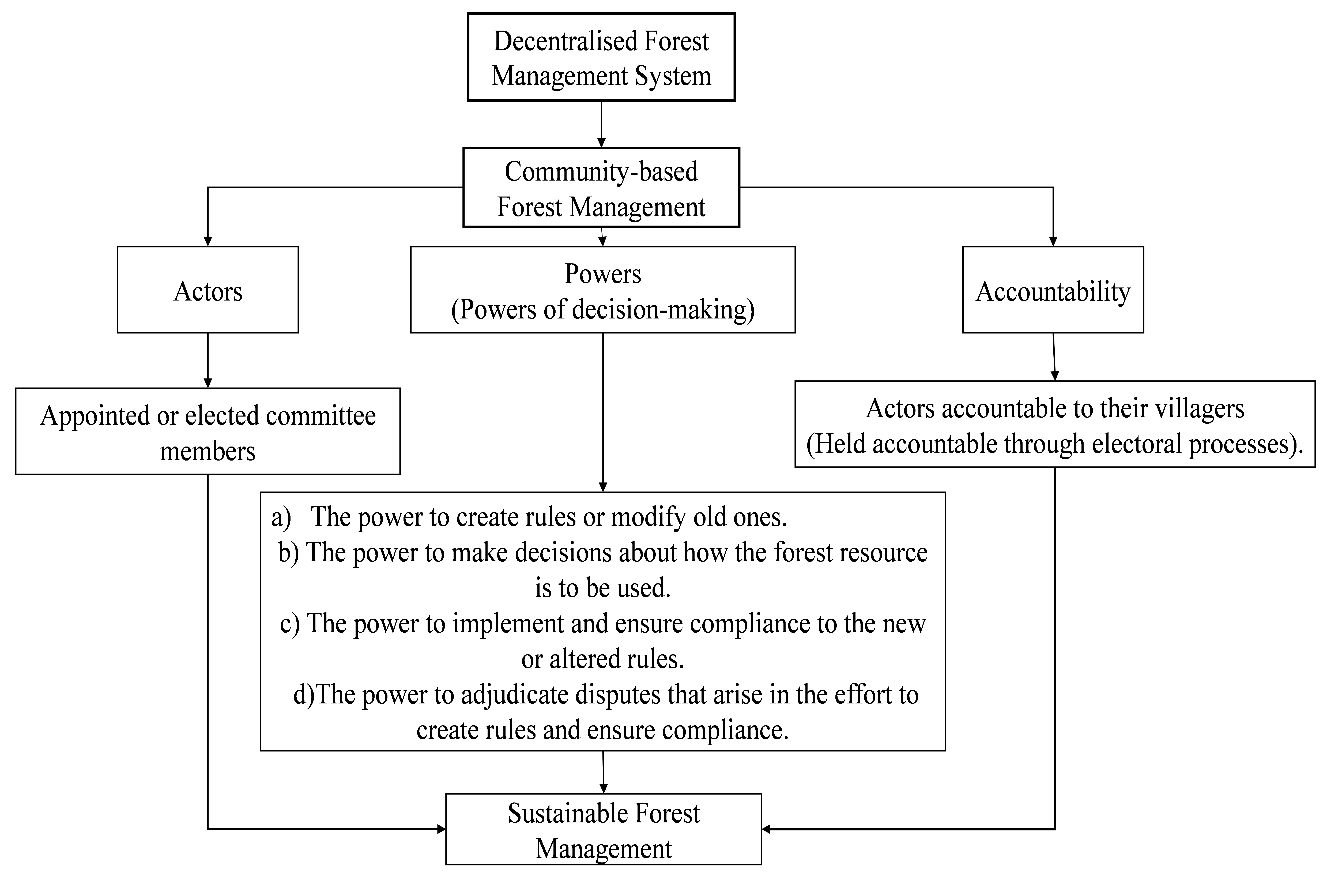 Decentralised Forest
Management System
Community-based
Forest Management
Actors
Powers
(Powers of decision-making)
Accountability
Appointed or elected committee
members
Actors accountable to their villagers
(Held accountable through electoral processes).
a) The power to create rules or modify old ones.
b) The power to make decisions about how the forest resource
is to be used.
c) The power to implement and ensure compliance to the new
or altered rules.
d)The power to adjudicate disputes that arise in the effort to
create rules and ensure compliance.
Sustainable Forest
Management